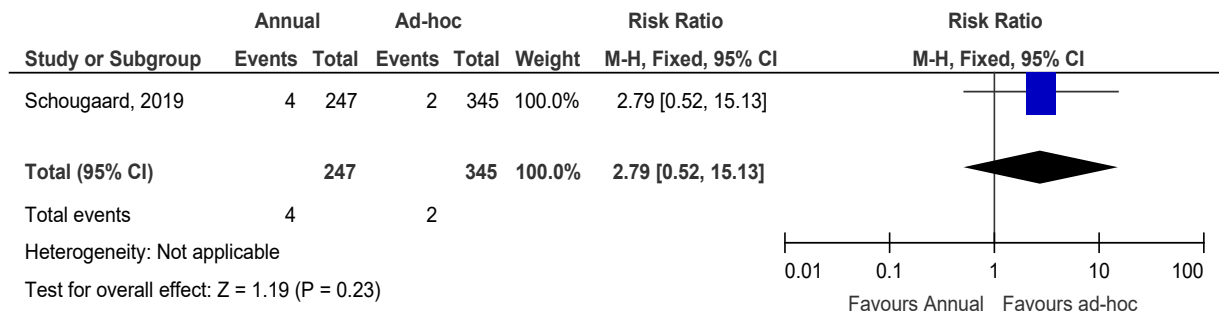 Annual Ad-hoc Risk Ratio Risk Ratio
Study or Subgroup Events Total Events Total Weight M-H, Fixed, 95% CI M-H, Fixed, 95% CI
Schougaard, 2019 4 247 2 345 100.0% 2.79 [0.52, 15.13]
Total (95% CI) 247 345 100.0% 2.79 [0.52, 15.13]
Total events 4 2
Heterogeneity: Not applicable
Test for overall effect: Z = 1.19 (P = 0.23)
0.01 0.1 1 10 100
Favours Annual Favours ad-hoc